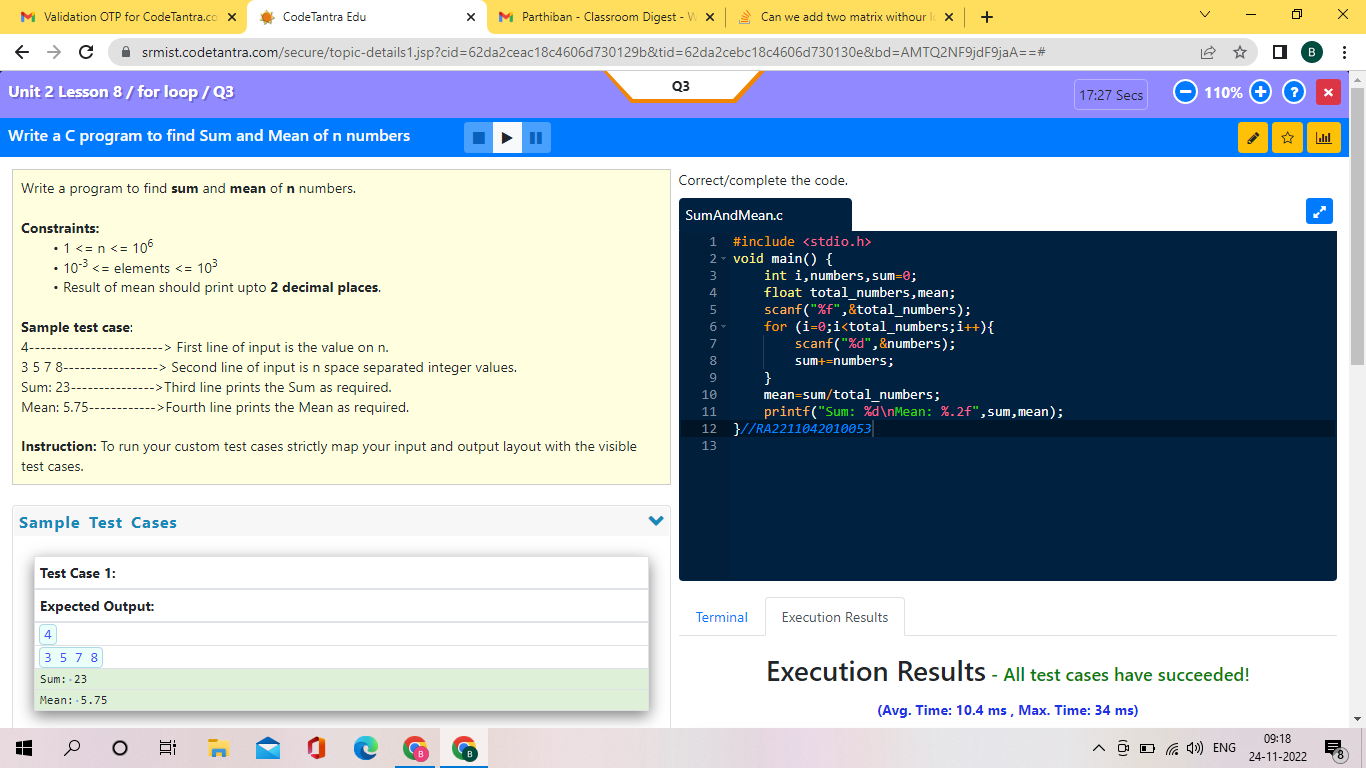 Validation OTP for CodeTantra.co
CodeTantra Edu
Parthiban - Classroom Digest - W
Can we add two matrix withour l
srmist.codetantra.com/secure/topic-details1.jsp?cid=62da2ceac18c4606d730129b&tid=62da2cebc18c4606d730130e&bd=AMTQ2NF9jdF9jaA==#
B
Unit 2 Lesson 8 / for loop / Q3
Q3
17:27 Secs
110%
?
Write a C program to find Sum and Mean of n numbers
Write a program to find sum and mean of n numbers.
Constraints:
• 1 <= n <= 10⁶
• 10⁻³ <= elements <= 10³
• Result of mean should print upto 2 decimal places.
Sample test case:
4------------------------> First line of input is the value on n.
3 5 7 8-----------------> Second line of input is n space separated integer values.
Sum: 23--------------->Third line prints the Sum as required.
Mean: 5.75------------>Fourth line prints the Mean as required.
Instruction: To run your custom test cases strictly map your input and output layout with the visible
test cases.
Sample Test Cases
Test Case 1:
Expected Output:
4
3 5 7 8
Sum:·23
Mean:·5.75
Correct/complete the code.
SumAndMean.c
1 #include <stdio.h>
2 void main() {
3 int i,numbers,sum=0;
4 float total_numbers,mean;
5 scanf("%f",&total_numbers);
6 for (i=0;i<total_numbers;i++){
7 scanf("%d",&numbers);
8 sum+=numbers;
9 }
10 mean=sum/total_numbers;
11 printf("Sum: %d\nMean: %.2f",sum,mean);
12 }//RA2211042010053
13
Terminal
Execution Results
Execution Results - All test cases have succeeded!
(Avg. Time: 10.4 ms , Max. Time: 34 ms)
B
B
ENG
09:18
24-11-2022
8